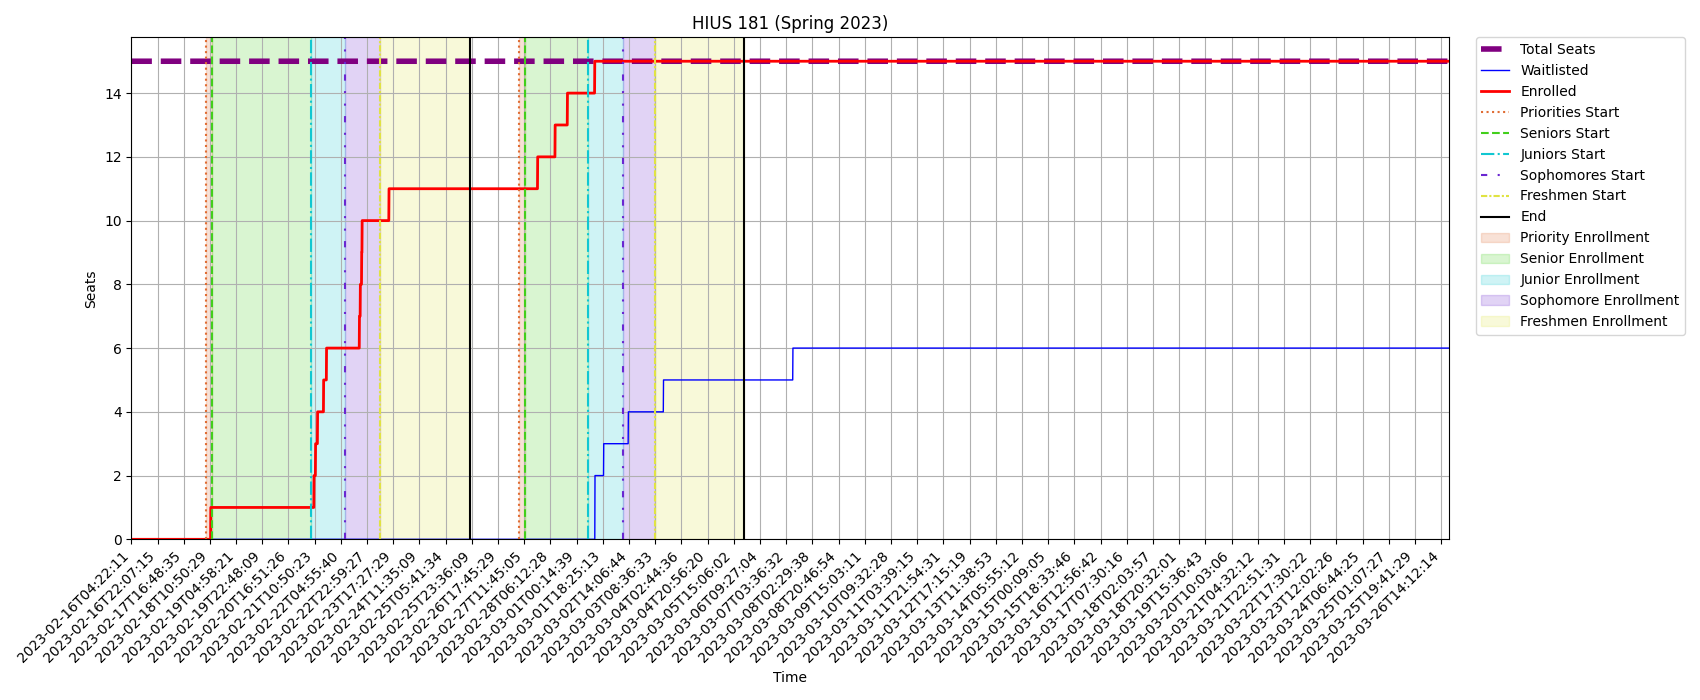 HIUS 181 (Spring 2023)
Seats
14
12
10
8
6
4
2
0
2023-02-16T04:22:11
2023-02-16T22:07:15
2023-02-17T16:48:35
2023-02-18T10:50:29
2023-02-19T04:58:21
2023-02-19T22:48:09
2023-02-20T16:51:26
2023-02-21T10:50:23
2023-02-22T04:55:40
2023-02-22T22:59:27
2023-02-23T17:27:29
2023-02-24T11:35:09
2023-02-25T05:41:34
2023-02-25T23:36:09
2023-02-26T17:45:29
2023-02-27T11:45:05
2023-02-28T06:12:28
2023-03-01T00:14:39
2023-03-01T18:25:13
2023-03-02T14:06:44
2023-03-03T08:36:33
2023-03-04T02:44:36
2023-03-04T20:56:20
2023-03-05T15:06:02
2023-03-06T09:27:04
2023-03-07T03:36:32
2023-03-08T02:29:38
2023-03-08T20:46:54
2023-03-09T15:03:11
2023-03-10T09:32:28
2023-03-11T03:39:15
2023-03-11T21:54:31
2023-03-12T17:15:19
2023-03-13T11:38:53
2023-03-14T05:55:12
2023-03-15T00:09:05
2023-03-15T18:33:46
2023-03-16T12:56:42
2023-03-17T07:30:16
2023-03-18T02:03:57
2023-03-18T20:32:01
2023-03-19T15:36:43
2023-03-20T10:03:06
2023-03-21T04:32:12
2023-03-21T22:51:31
2023-03-22T17:30:22
2023-03-23T12:02:26
2023-03-24T06:44:25
2023-03-25T01:07:27
2023-03-25T19:41:29
2023-03-26T14:12:14
Time
Total Seats
Waitlisted
Enrolled
Priorities Start
Seniors Start
Juniors Start
Sophomores Start
Freshmen Start
End
Priority Enrollment
Senior Enrollment
Junior Enrollment
Sophomore Enrollment
Freshmen Enrollment